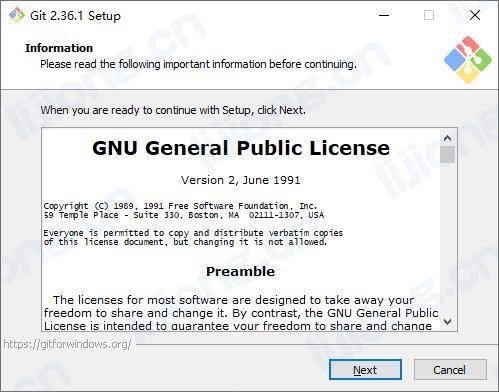 Git 2.36.1 Setup
Information
Please read the following important information before continuing.
When you are ready to continue with Setup, click Next.
GNU General Public License
Version 2, June 1991
Copyright (C) 1989, 1991 Free Software Foundation, Inc.
59 Temple Place - Suite 330, Boston, MA  02111-1307, USA
Everyone is permitted to copy and distribute verbatim copies
of this license document, but changing it is not allowed.
Preamble
The licenses for most software are designed to take away your
freedom to share and change it. By contrast, the GNU General Public
License is intended to guarantee your freedom to share and change
https://gitforwindows.org/
Next
Cancel
lijiong.cn